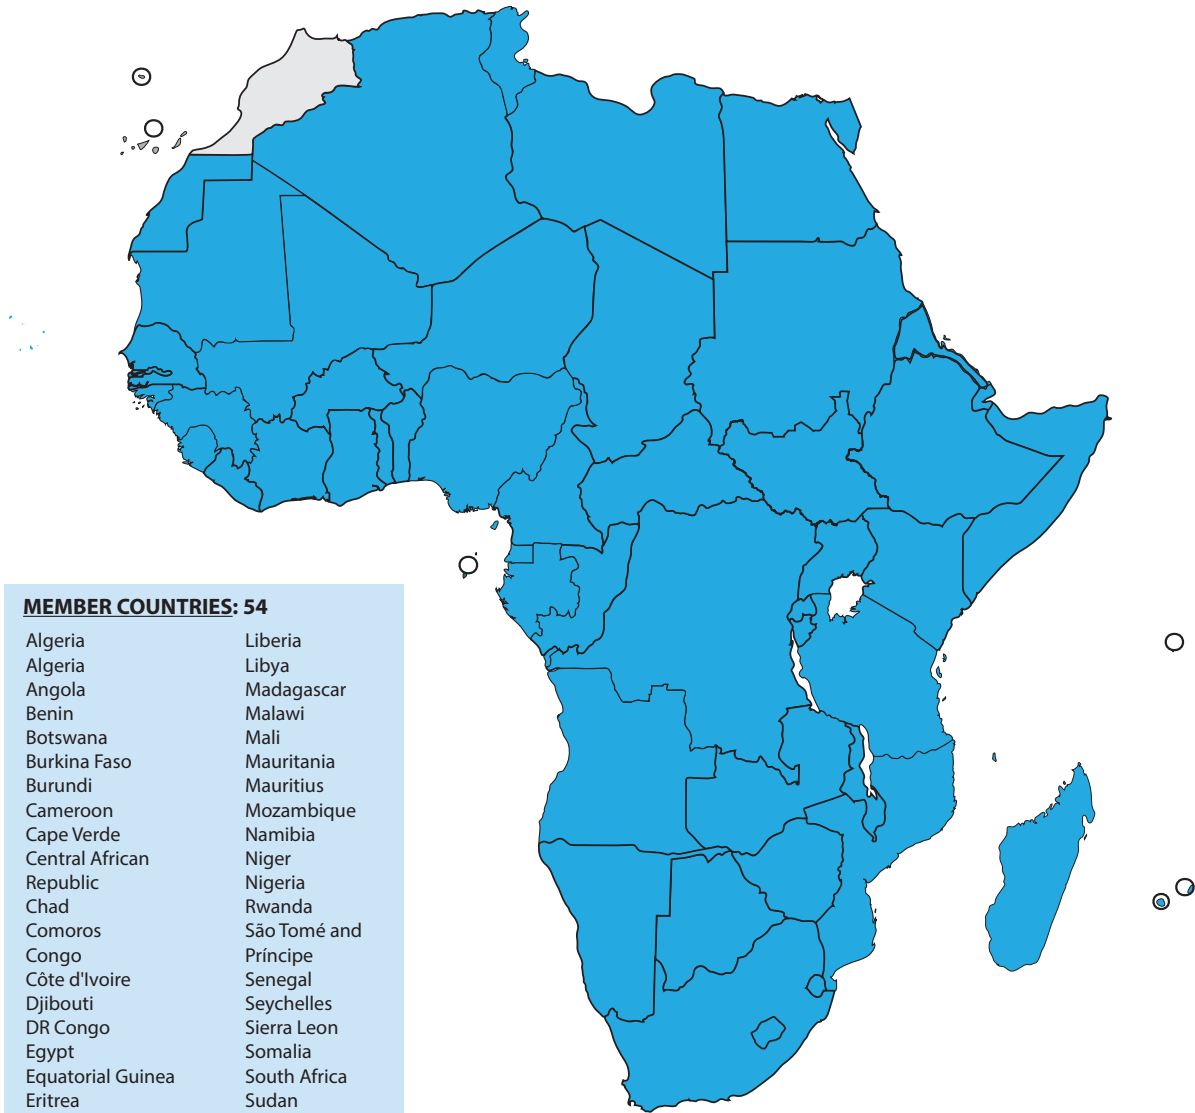 MEMBER COUNTRIES: 54
Algeria
Algeria
Angola
Benin
Botswana
Burkina Faso
Burundi
Cameroon
Cape Verde
Central African
Republic
Chad
Comoros
Congo
Côte d'Ivoire
Djibouti
DR Congo
Egypt
Equatorial Guinea
Eritrea
Liberia
Libya
Madagascar
Malawi
Mali
Mauritania
Mauritius
Mozambique
Namibia
Niger
Nigeria
Rwanda
São Tomé and
Príncipe
Senegal
Seychelles
Sierra Leon
Somalia
South Africa
Sudan